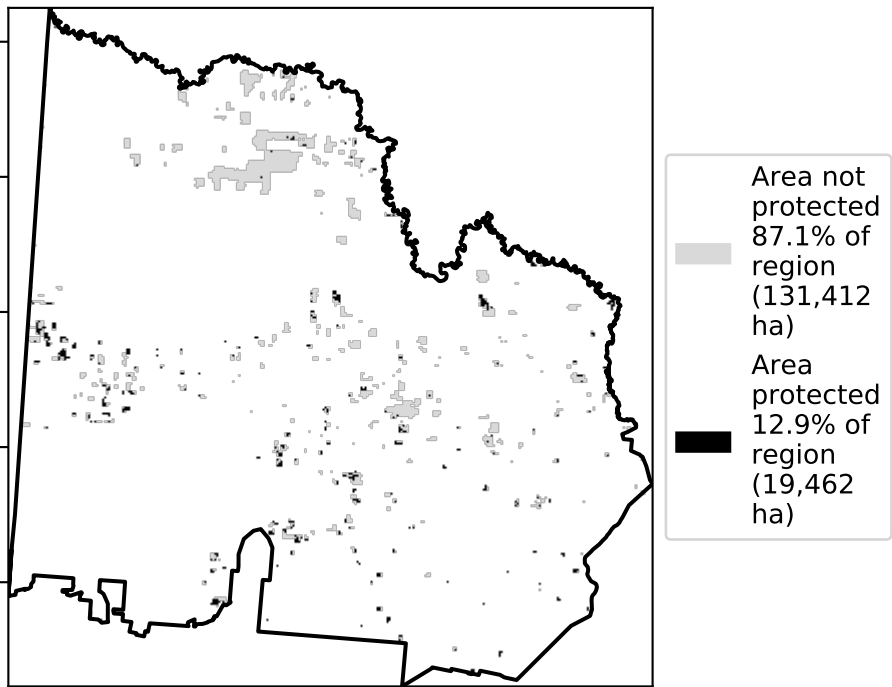 Area not
protected
87.1% of
region
(131,412
ha)
Area
protected
12.9% of
region
(19,462
ha)